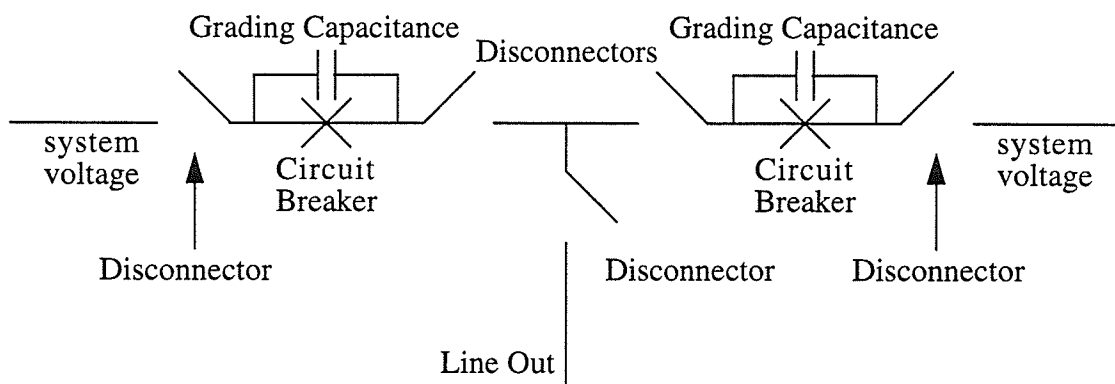 Grading Capacitance
Disconnectors
Grading Capacitance
system
voltage
Circuit
Breaker
Circuit
Breaker
system
voltage
Disconnector
Disconnector
Disconnector
Line Out